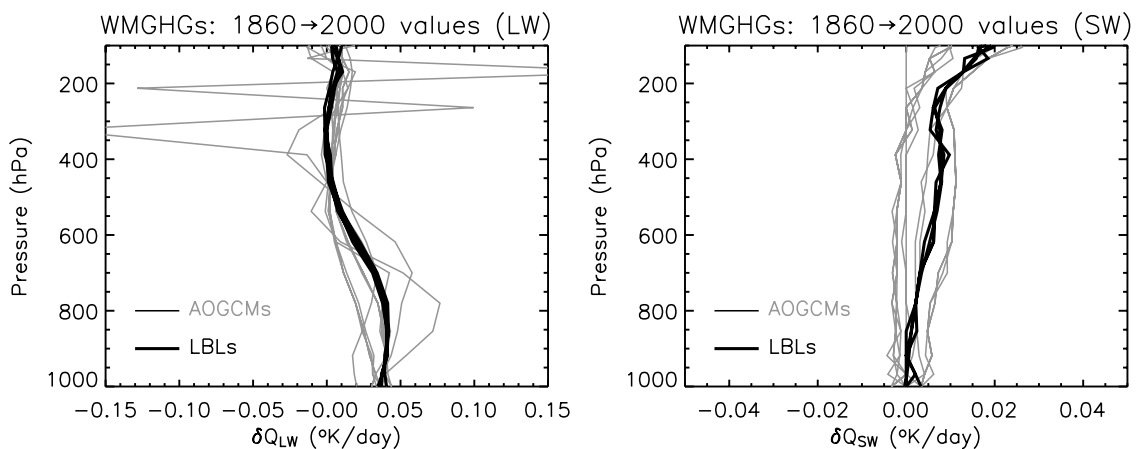 WMGHGs: 1860→2000 values (LW)
Pressure (hPa)
200
400
600
800
1000
AOGCMs
LBLs
−0.15 −0.10 −0.05 −0.00 0.05 0.10 0.15
δQLW (°K/day)
WMGHGs: 1860→2000 values (SW)
Pressure (hPa)
200
400
600
800
1000
AOGCMs
LBLs
−0.04 −0.02 0.00 0.02 0.04
δQSW (°K/day)